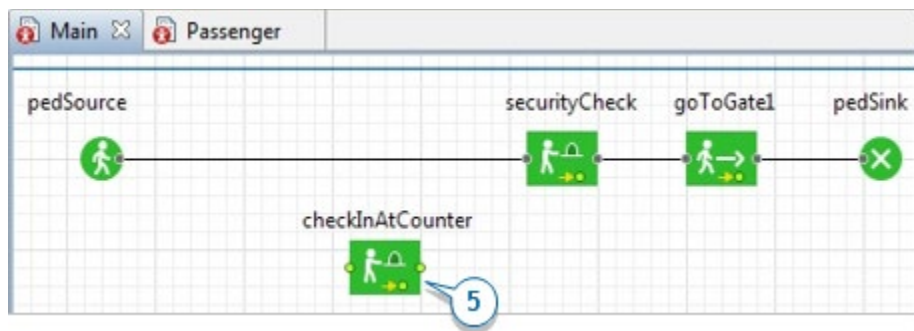 Main
Passenger
pedSource
securityCheck
goToGate1
pedSink
checkInAtCounter
5